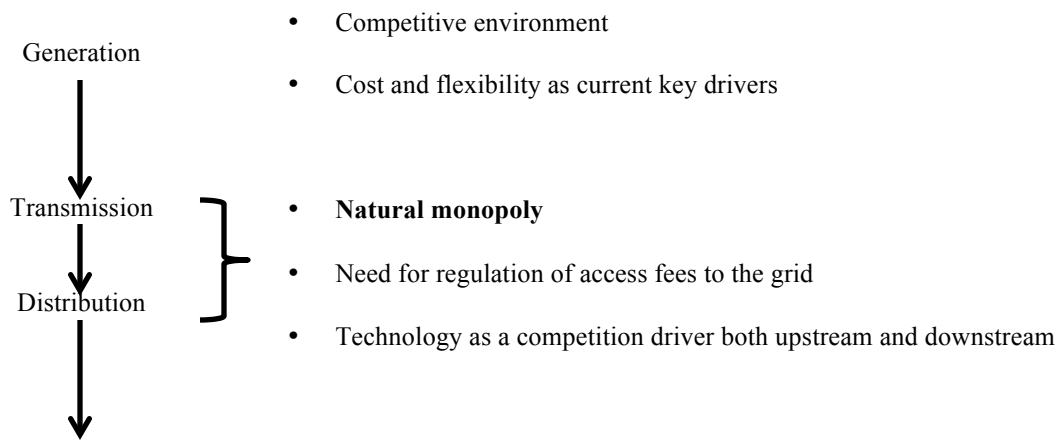 • Competitive environment
Generation
• Cost and flexibility as current key drivers
Transmission
• Natural monopoly
• Need for regulation of access fees to the grid
Distribution
• Technology as a competition driver both upstream and downstream